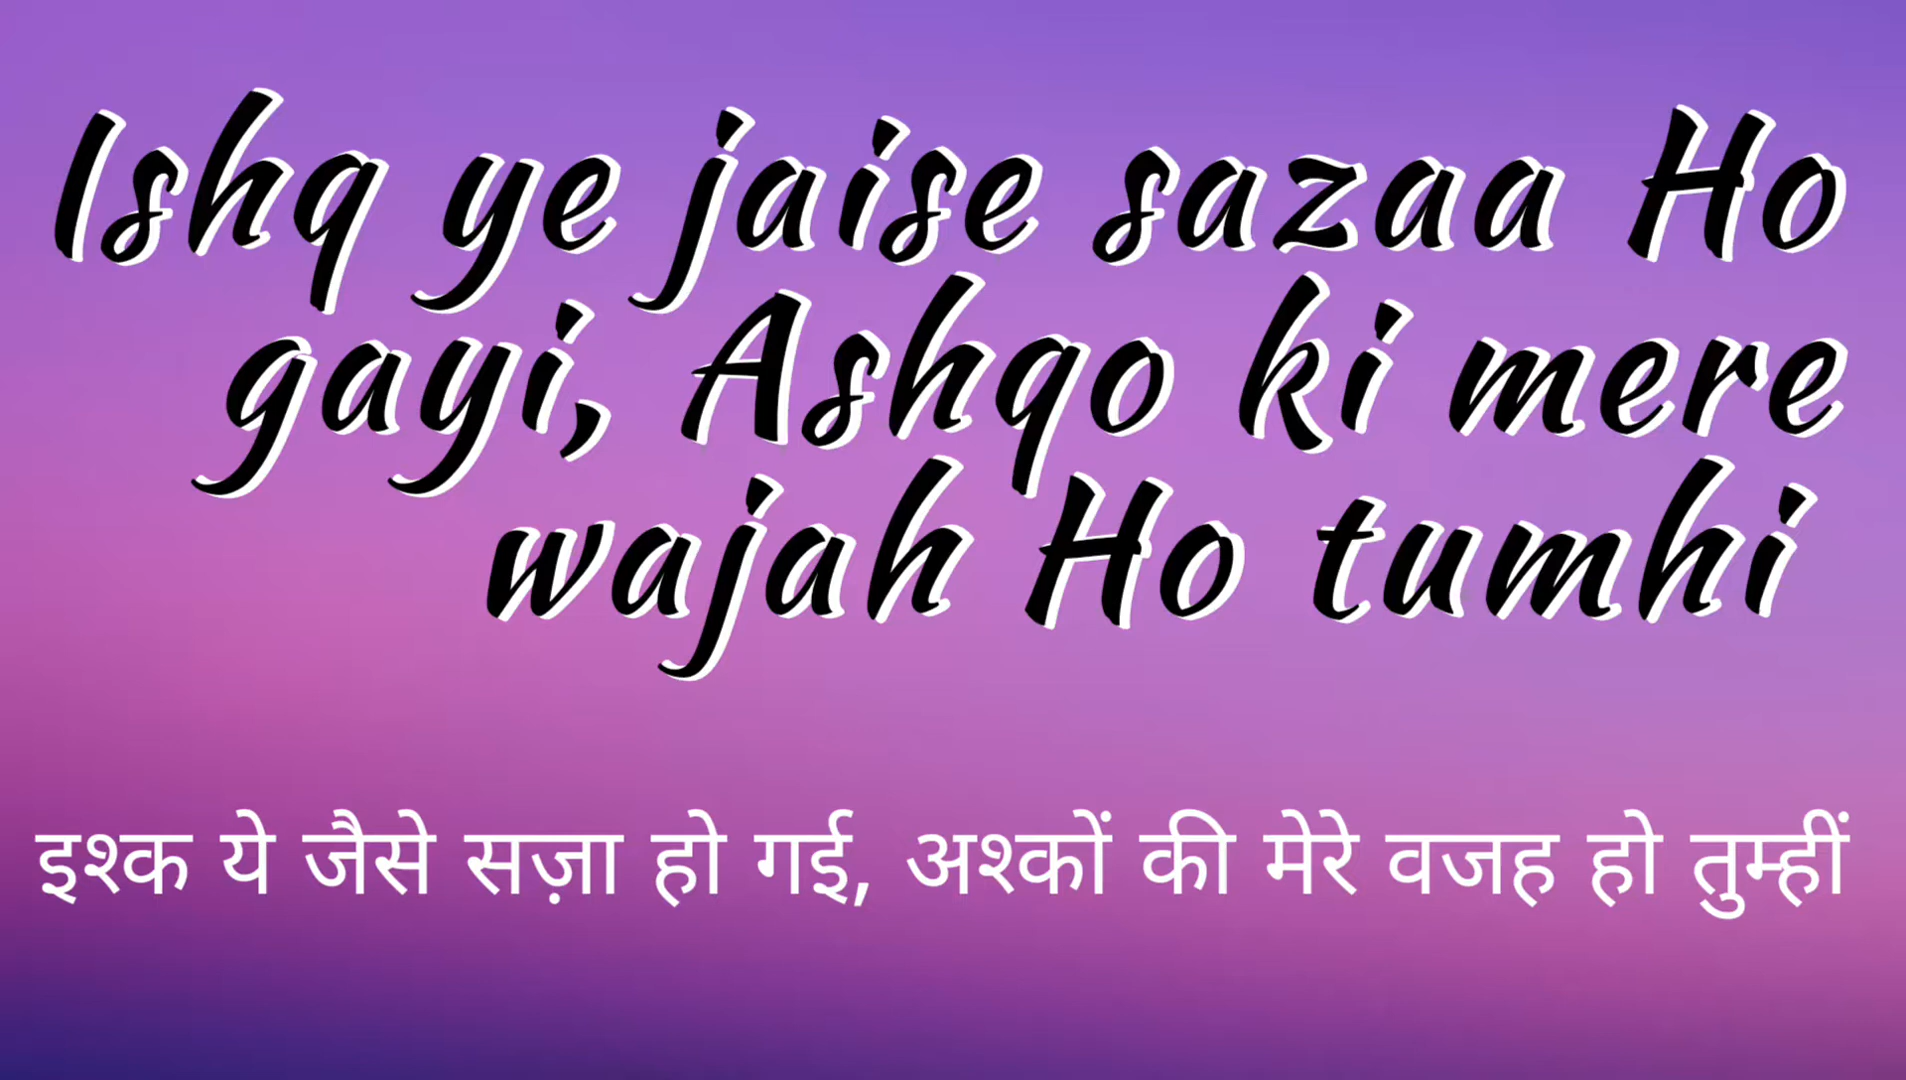 Ishq ye jaise sazaa Ho
gayi, Ashqo ki mere
wajah Ho tumhi
इश्क ये जैसे सज़ा हो गई, अश्कों की मेरे वजह हो तुम्हीं